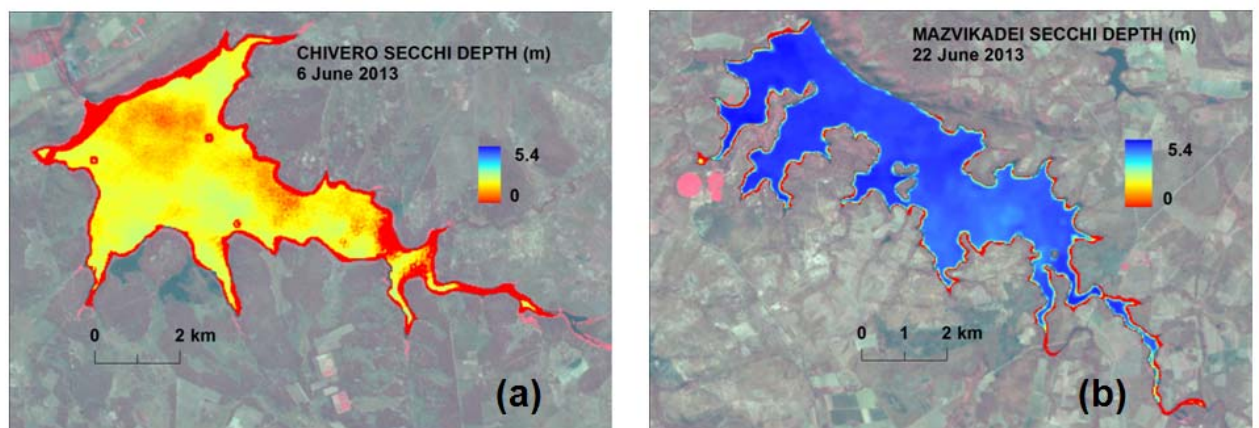 CHIVERO SECCHI DEPTH (m)
6 June 2013
5.4
0
0 2 km
(a)
MAZVIKADEI SECCHI DEPTH (m)
22 June 2013
5.4
0
0 1 2 km
(b)